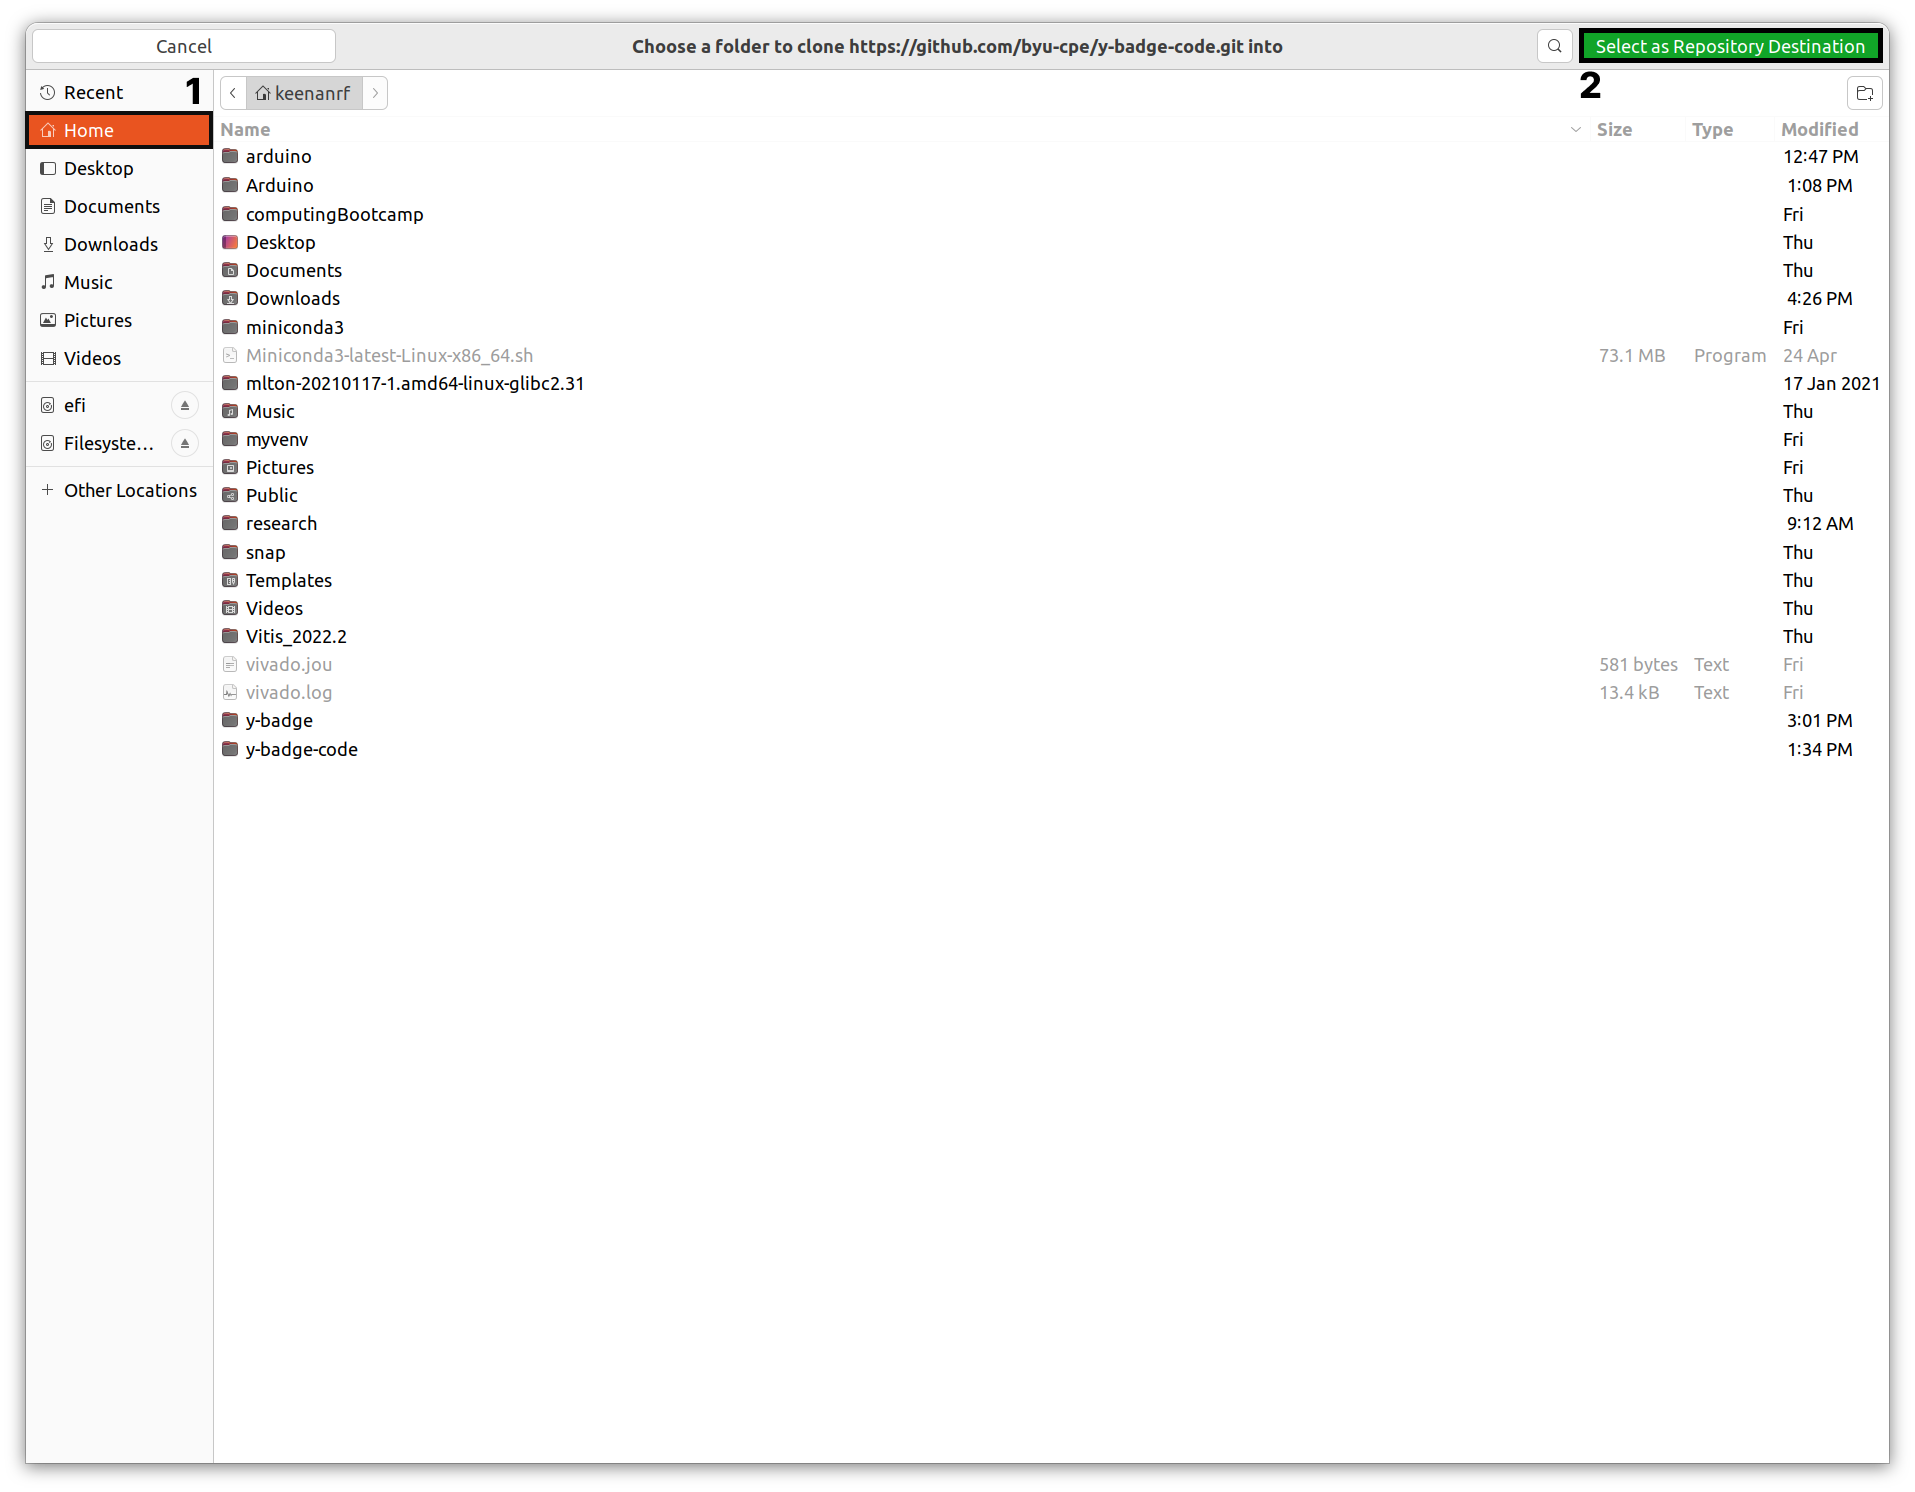 Cancel
Choose a folder to clone https://github.com/byu-cpe/y-badge-code.git into
Select as Repository Destination
Recent
1
keenanrf
2
Home
Desktop
Documents
Downloads
Music
Pictures
Videos
efi
Filesyste...
Other Locations
Name Size Type Modified
arduino 12:47 PM
Arduino 1:08 PM
computingBootcamp Fri
Desktop Thu
Documents Thu
Downloads 4:26 PM
miniconda3 Fri
Miniconda3-latest-Linux-x86_64.sh 73.1 MB Program 24 Apr
mlton-20210117-1.amd64-linux-glibc2.31 17 Jan 2021
Music Thu
myvenv Fri
Pictures Fri
Public Thu
research 9:12 AM
snap Thu
Templates Thu
Videos Thu
Vitis_2022.2 Thu
vivado.jou 581 bytes Text Fri
vivado.log 13.4 kB Text Fri
y-badge 3:01 PM
y-badge-code 1:34 PM